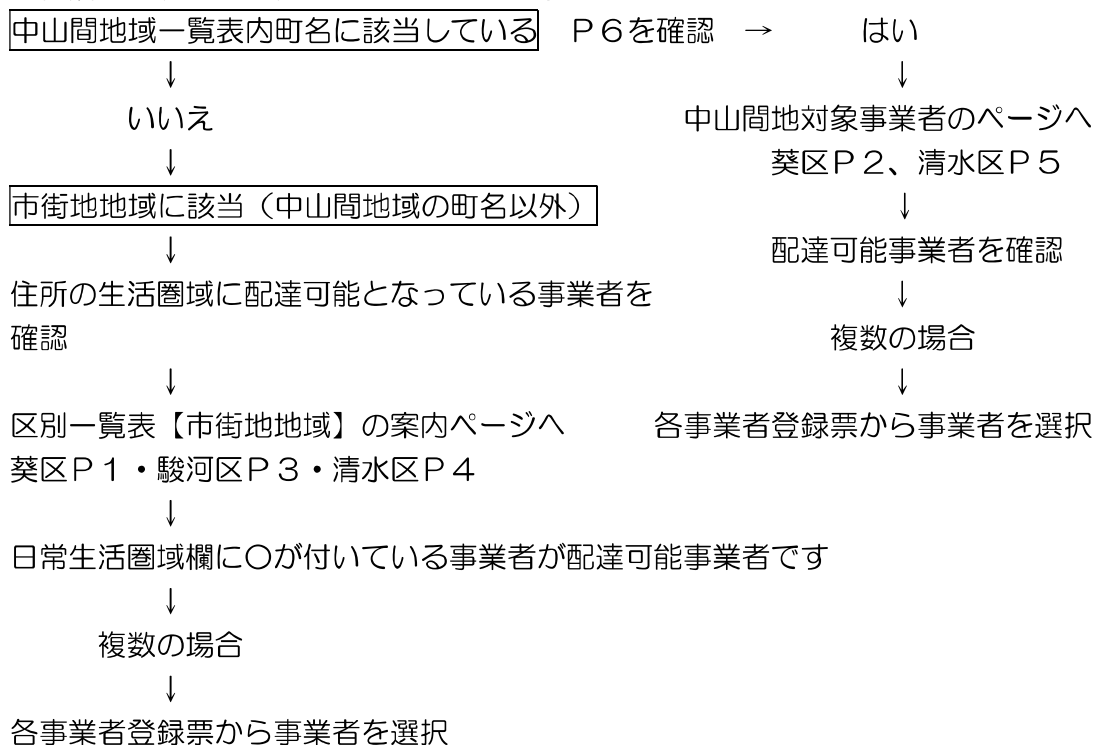 中山間地域一覧表内町名に該当している　Ｐ６を確認　→　はい
↓　↓
いいえ　中山間地対象事業者のページへ
↓　葵区Ｐ２、清水区Ｐ５
市街地地域に該当（中山間地域の町名以外）　↓
↓　配達可能事業者を確認
住所の生活圏域に配達可能となっている事業者を　↓
確認　複数の場合
↓　↓
区別一覧表【市街地地域】の案内ページへ　各事業者登録票から事業者を選択
葵区Ｐ１・駿河区Ｐ３・清水区Ｐ４
↓
日常生活圏域欄に〇が付いている事業者が配達可能事業者です
↓
複数の場合
↓
各事業者登録票から事業者を選択